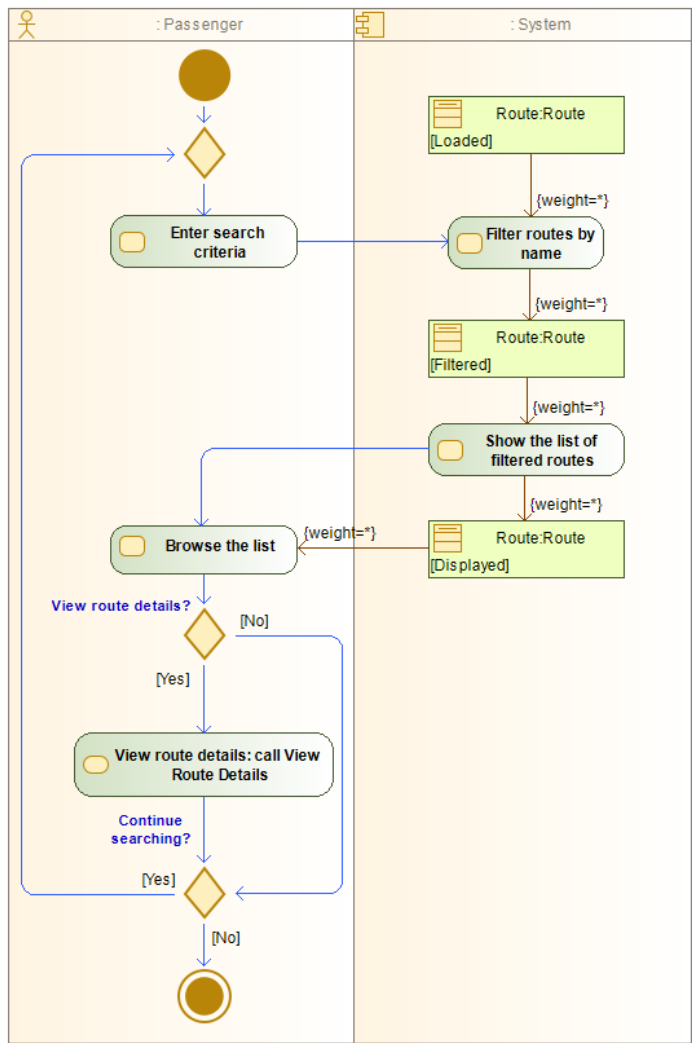 : Passenger
: System
Route:Route
[Loaded]
{weight=*}
Enter search
criteria
Filter routes by
name
{weight=*}
Route:Route
[Filtered]
{weight=*}
Show the list of
filtered routes
{weight=*}
Browse the list
{weight=*}
Route:Route
[Displayed]
View route details?
[No]
[Yes]
View route details: call View
Route Details
Continue
searching?
[Yes]
[No]